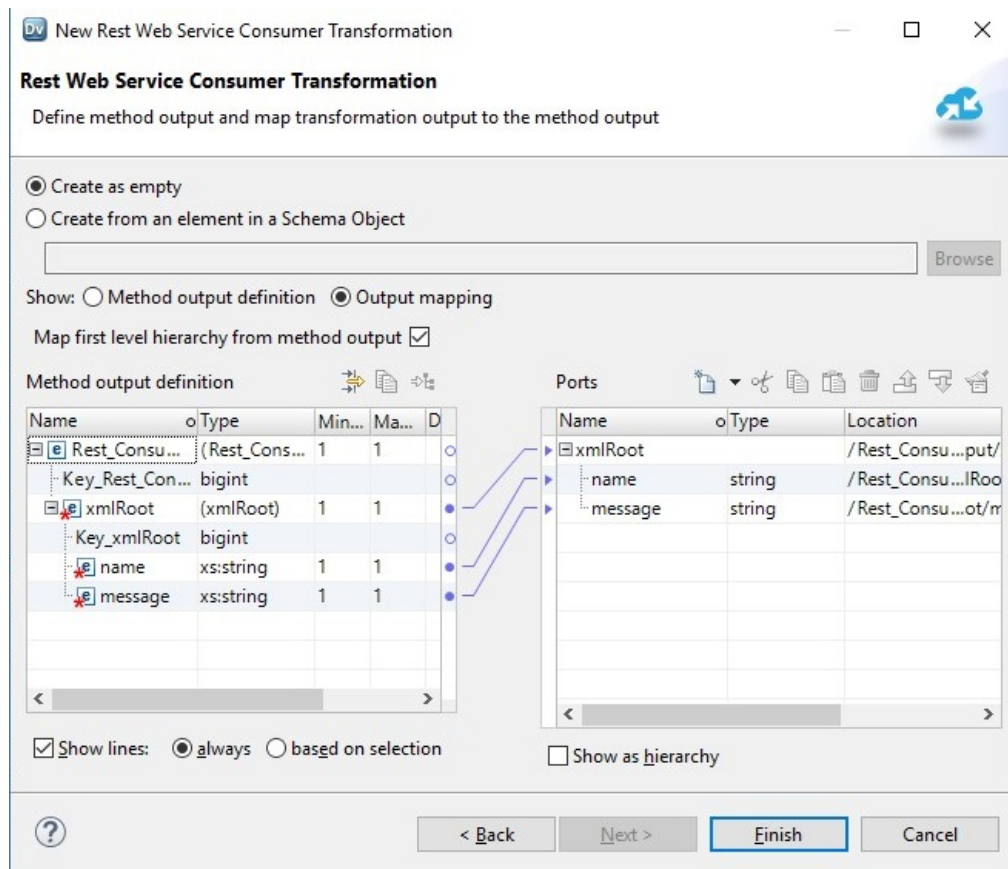 Dv New Rest Web Service Consumer Transformation
Rest Web Service Consumer Transformation
Define method output and map transformation output to the method output
Create as empty
Create from an element in a Schema Object
Browse
Show: Method output definition Output mapping
Map first level hierarchy from method output
Method output definition Ports
Name Type Min... Ma... D Name Type Location
Rest_Consu... (Rest_Cons... 1 1 xmlRoot /Rest_Consu...put/
Key_Rest_Con... bigint name string /Rest_Consu...lRoo
xmlRoot (xmlRoot) 1 1 message string /Rest_Consu...ot/m
Key_xmlRoot bigint
e name xs:string 1 1
e message xs:string 1 1
Show lines: always based on selection
Show as hierarchy
? < Back Next > Finish Cancel